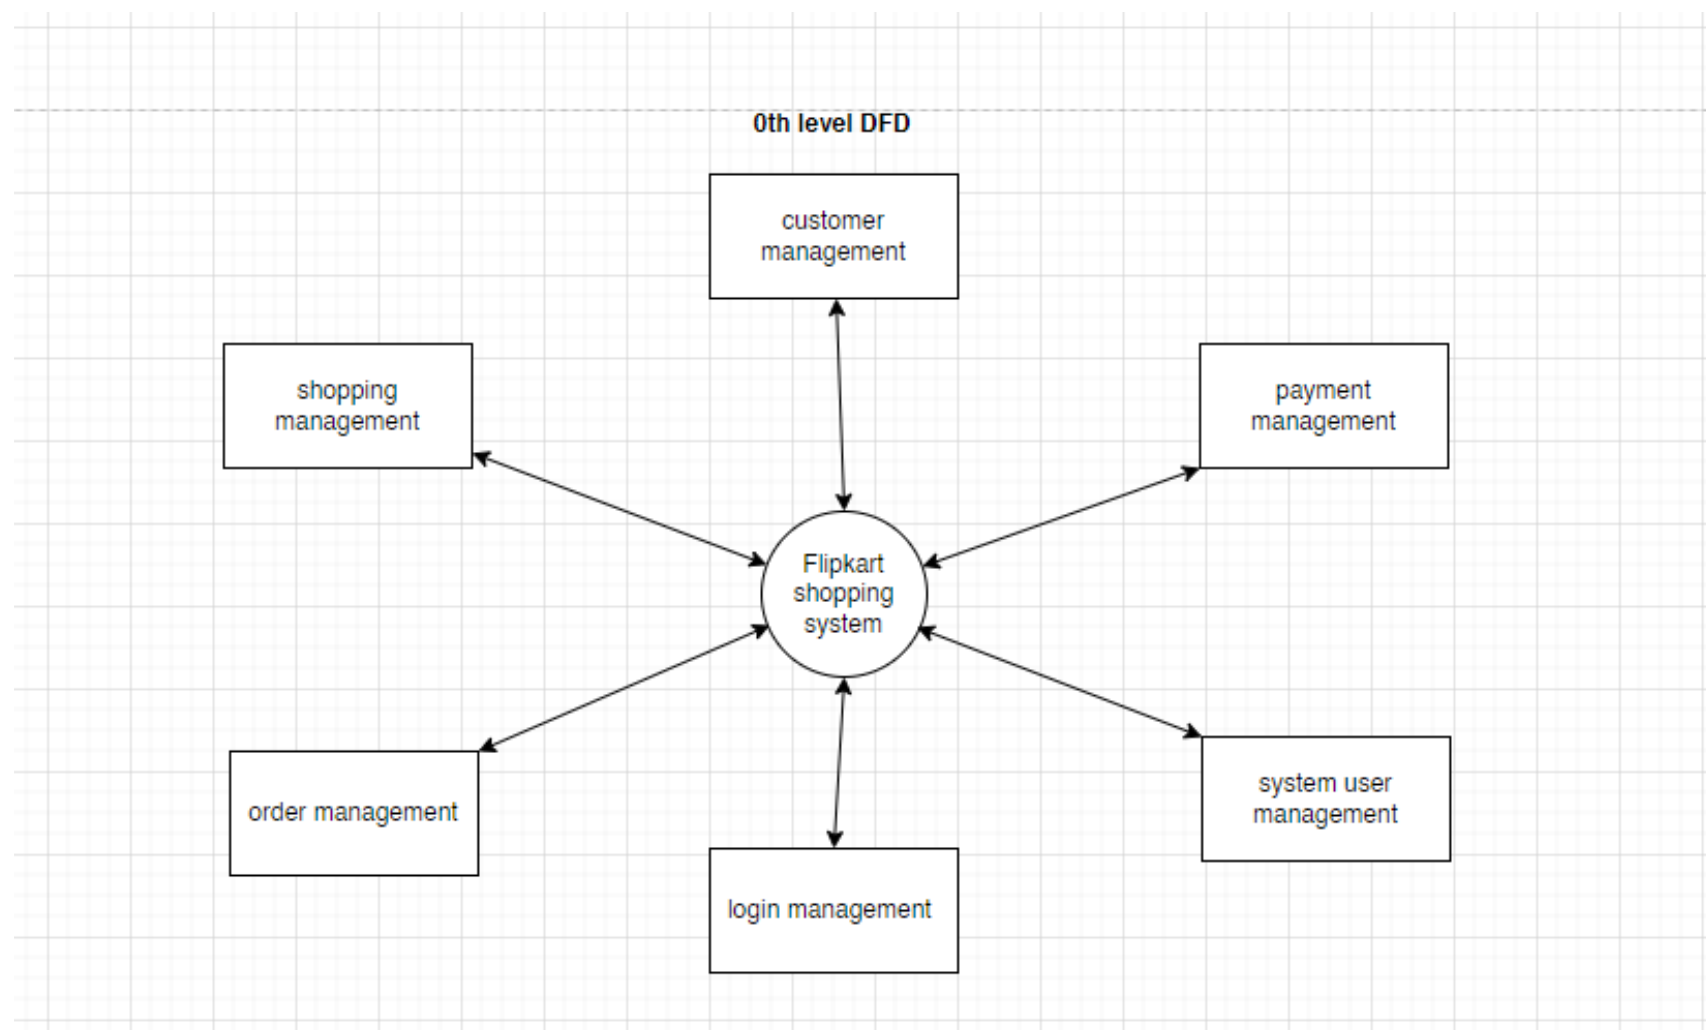 0th level DFD
customer
management
shopping
management
payment
management
Flipkart
shopping
system
order management
system user
management
login management